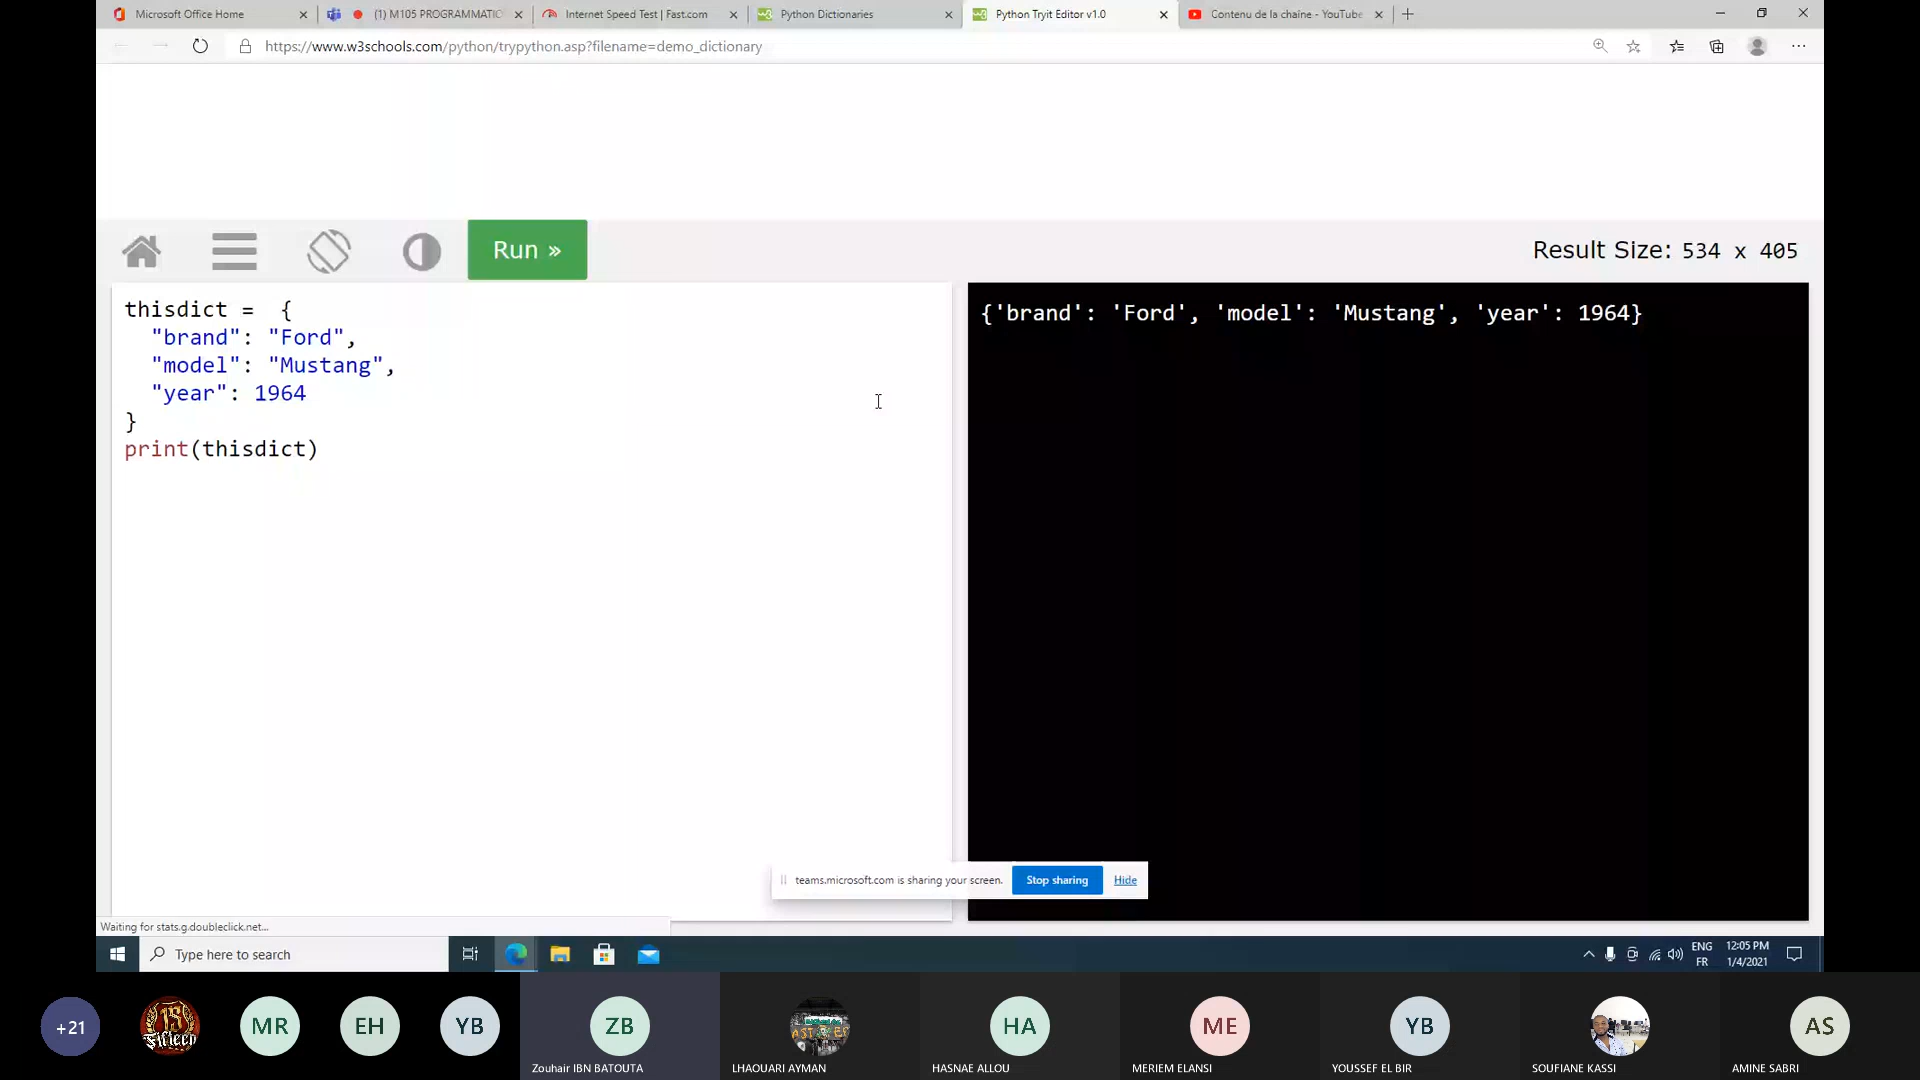 Microsoft Office Home
(1) M105 PROGRAMMATIC
Internet Speed Test | Fast.com
Python Dictionaries
Python Tryit Editor v1.0
Contenu de la chaîne - YouTube
https://www.w3schools.com/python/trypython.asp?filename=demo_dictionary
Run »
Result Size: 534 x 405
thisdict =  {
  "brand": "Ford",
  "model": "Mustang",
  "year": 1964
}
print(thisdict)
{'brand': 'Ford', 'model': 'Mustang', 'year': 1964}
teams.microsoft.com is sharing your screen.
Stop sharing
Hide
Waiting for stats.g.doubleclick.net...
Type here to search
ENG
FR
12:05 PM
1/4/2021
+21
15
Fifteen
MR
EH
YB
ZB
Zouhair IBN BATOUTA
LHAOUARI AYMAN
HA
HASNAE ALLOU
ME
MERIEM ELANSI
YB
YOUSSEF EL BIR
SOUFIANE KASSI
AS
AMINE SABRI